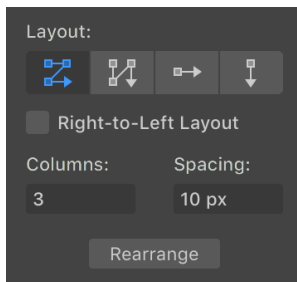 Layout:
Right-to-Left Layout
Columns: Spacing:
3 10 px
Rearrange